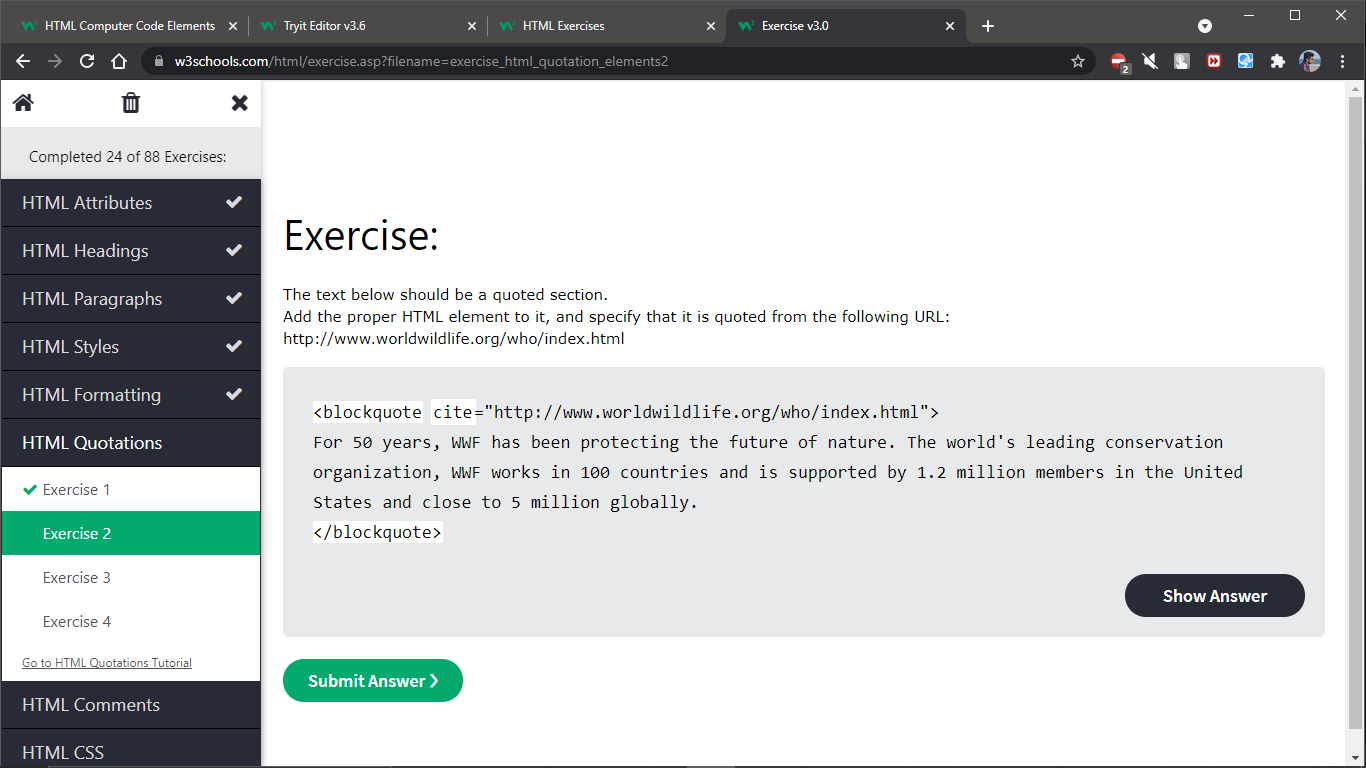 HTML Computer Code Elements
Tryit Editor v3.6
HTML Exercises
Exercise v3.0
w3schools.com/html/exercise.asp?filename=exercise_html_quotation_elements2
2
Completed 24 of 88 Exercises:
HTML Attributes
HTML Headings
HTML Paragraphs
HTML Styles
HTML Formatting
HTML Quotations
Exercise 1
Exercise 2
Exercise 3
Exercise 4
Go to HTML Quotations Tutorial
HTML Comments
HTML CSS
Exercise:
The text below should be a quoted section.
Add the proper HTML element to it, and specify that it is quoted from the following URL:
http://www.worldwildlife.org/who/index.html
<blockquote cite="http://www.worldwildlife.org/who/index.html">
For 50 years, WWF has been protecting the future of nature. The world's leading conservation
organization, WWF works in 100 countries and is supported by 1.2 million members in the United
States and close to 5 million globally.
</blockquote>
Show Answer
Submit Answer ❯